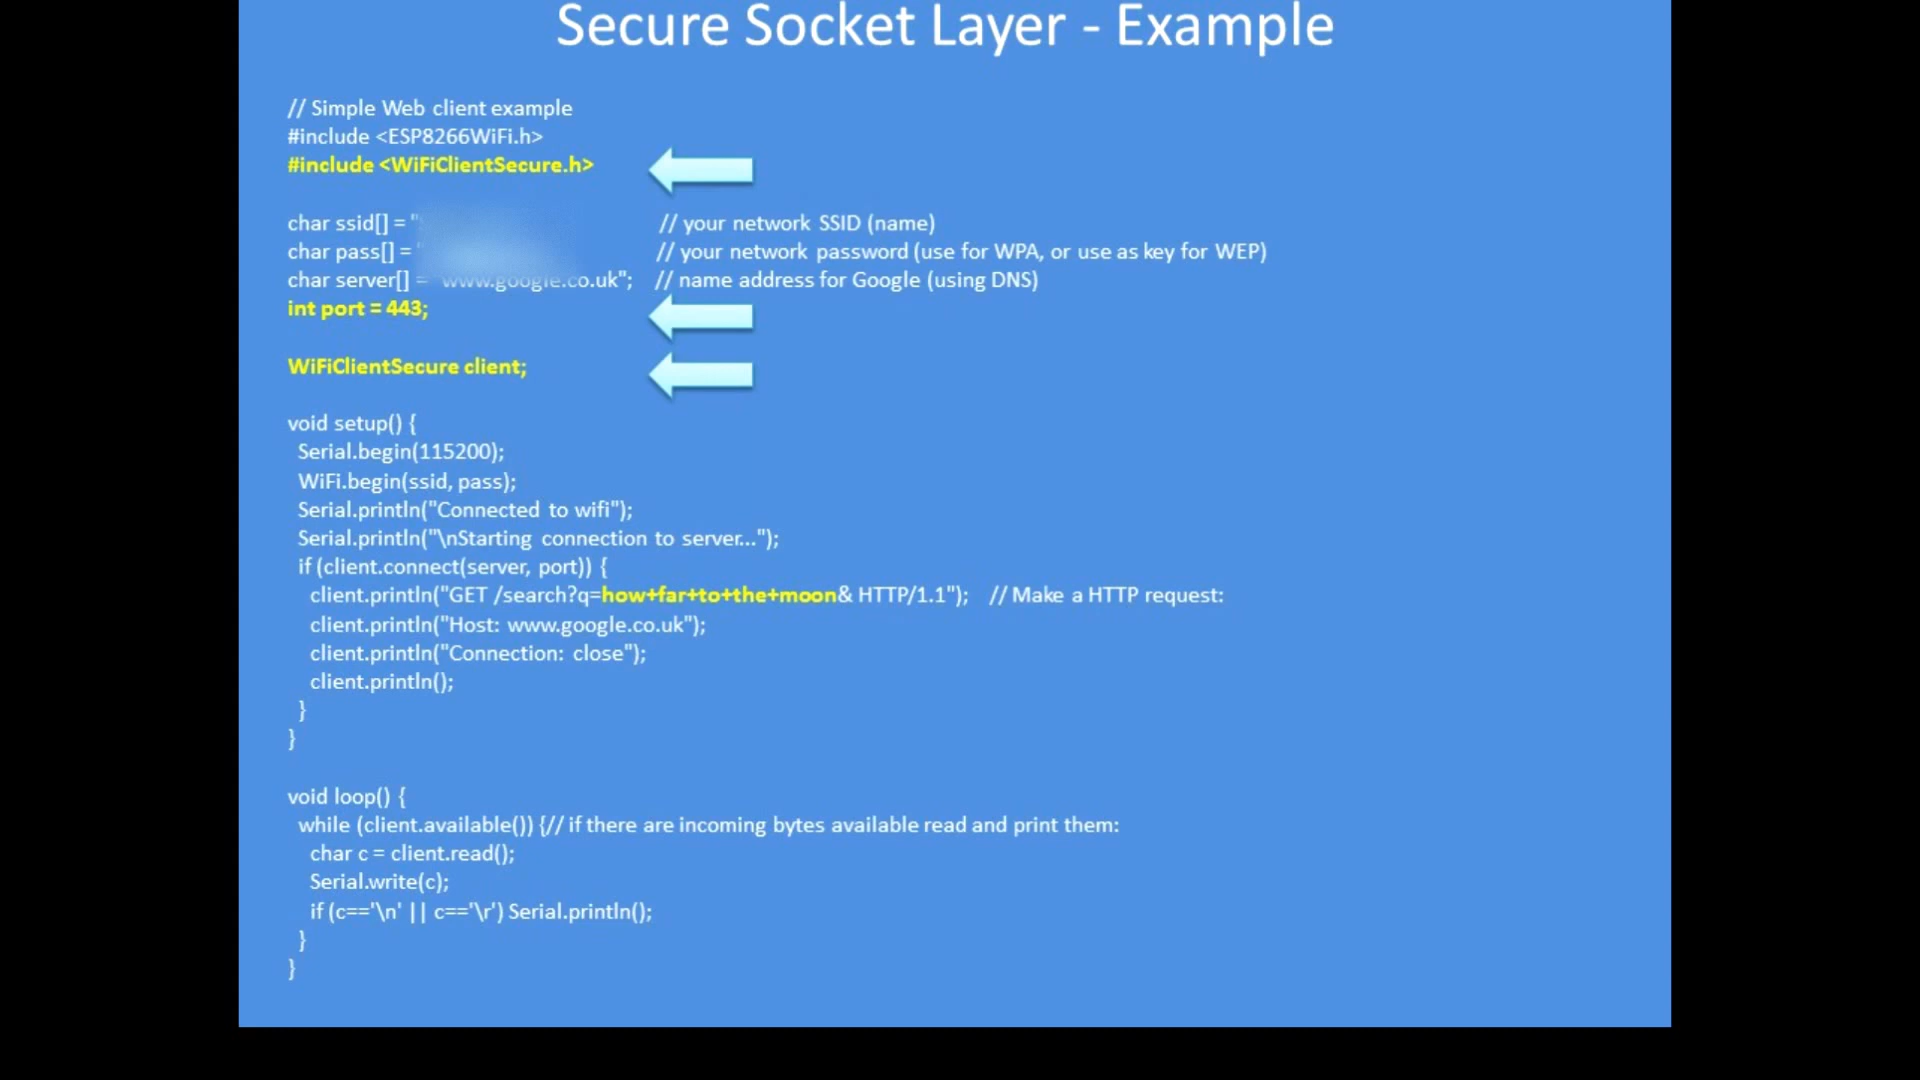 Secure Socket Layer - Example
// Simple Web client example
#include <ESP8266WiFi.h>
#include <WiFiClientSecure.h>
char ssid[] = " // your network SSID (name)
char pass[] = " // your network password (use for WPA, or use as key for WEP)
char server[] = "www.google.co.uk"; // name address for Google (using DNS)
int port = 443;
WiFiClientSecure client;
void setup() {
Serial.begin(115200);
WiFi.begin(ssid, pass);
Serial.println("Connected to wifi");
Serial.println("\nStarting connection to server...");
if (client.connect(server, port)) {
client.println("GET /search?q=how+far+to+the+moon& HTTP/1.1"); // Make a HTTP request:
client.println("Host: www.google.co.uk");
client.println("Connection: close");
client.println();
}
}
void loop() {
while (client.available()) {// if there are incoming bytes available read and print them:
char c = client.read();
Serial.write(c);
if (c=='\n' || c=='\r') Serial.println();
}
}